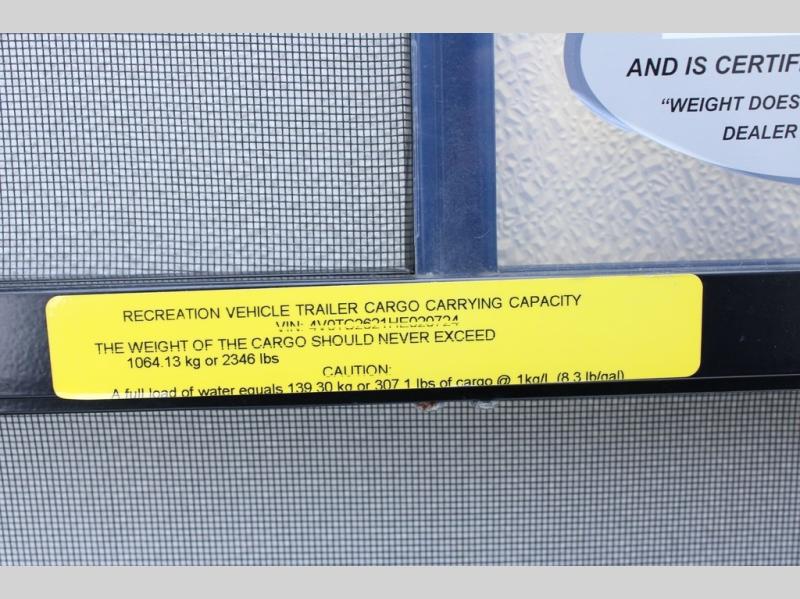 AND IS CERTIF
"WEIGHT DOES
DEALER
RECREATION VEHICLE TRAILER CARGO CARRYING CAPACITY
VIN: 4V0TC2621HE020724
THE WEIGHT OF THE CARGO SHOULD NEVER EXCEED
1064.13 kg or 2346 lbs
CAUTION:
A full load of water equals 139.30 kg or 307.1 lbs of cargo @ 1kg/L (8.3 lb/gal)